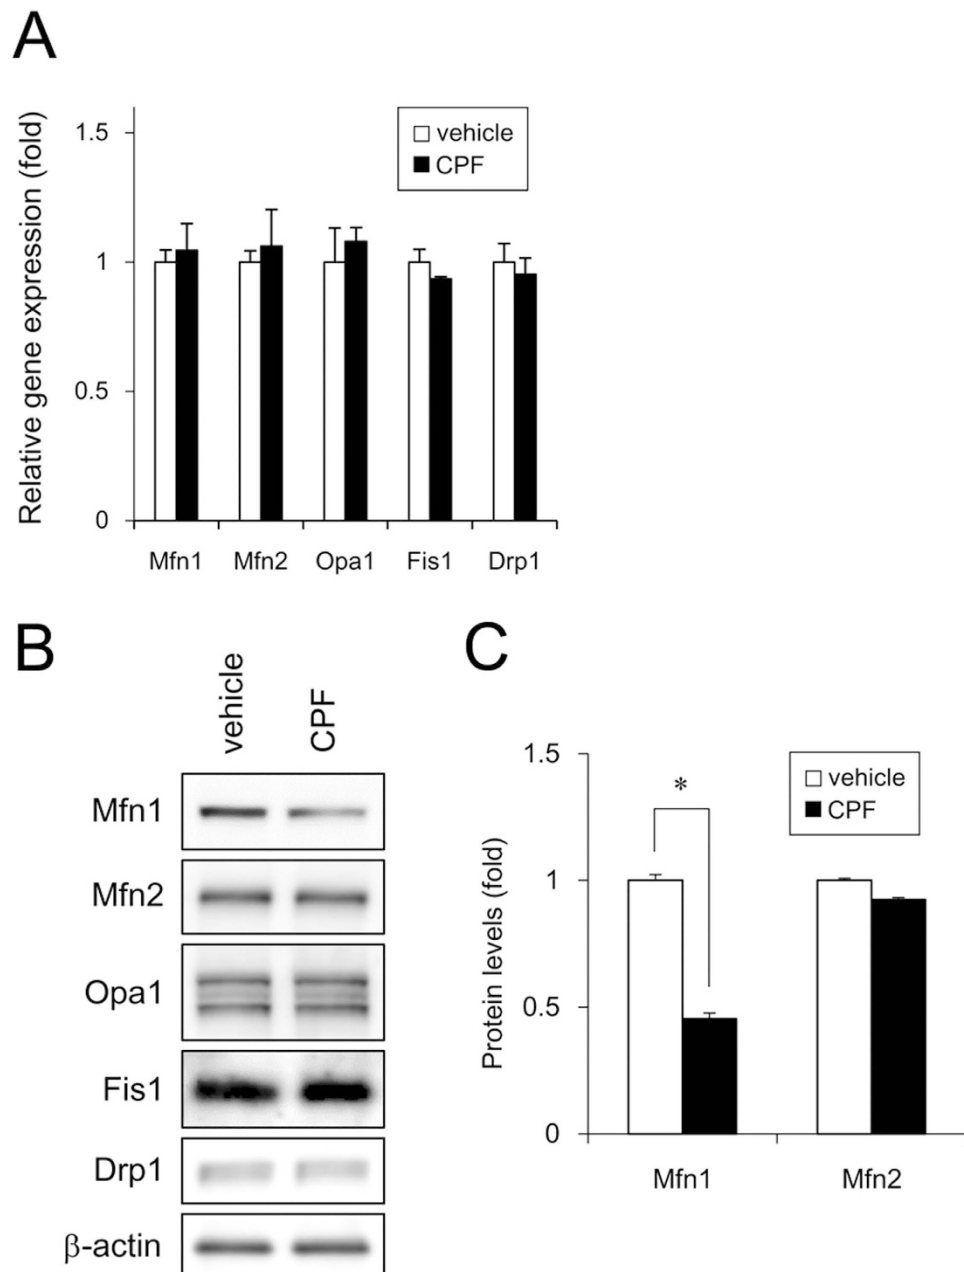 A
Relative gene expression (fold)
1.5
1
0.5
0
vehicle
CPF
Mfn1 Mfn2 Opa1 Fis1 Drp1
B
vehicle CPF
Mfn1
Mfn2
Opa1
Fis1
Drp1
β-actin
C
Protein levels (fold)
1.5
1
0.5
0
vehicle
CPF
*
Mfn1 Mfn2